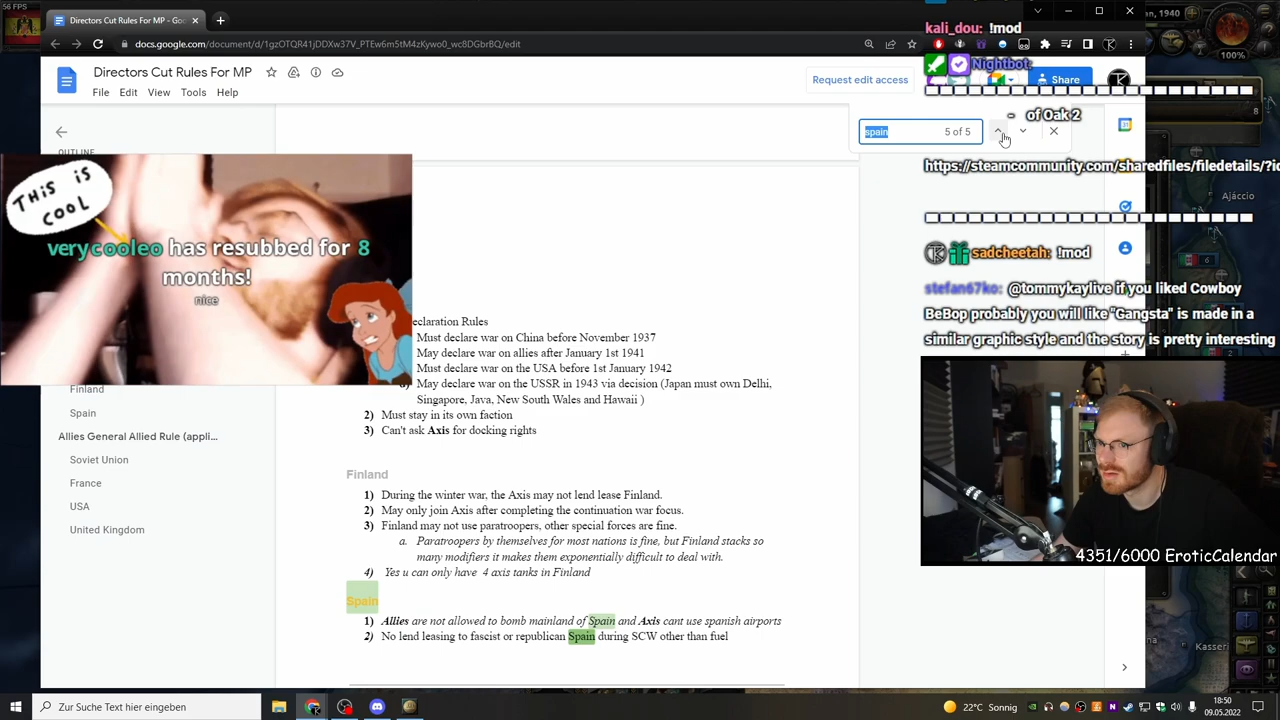 56 FPS
Directors Cut Rules For MP - Goo
docs.google.com/document/d/1gzOTQR41jDDXw37V_PTEw6m5tM4zKywo0_wc8DGbrBQ/edit
1940
100%
Directors Cut Rules For MP
File Edit View Tools Help
Request edit access
Share
spain
5 of 5
OUTLINE
THIS IS
COOL
verycooleo has resubbed for 8
months!
nice
Finland
Spain
Allies General Allied Rule (appli...
Soviet Union
France
USA
United Kingdom
eclaration Rules
Must declare war on China before November 1937
May declare war on allies after January 1st 1941
Must declare war on the USA before 1st January 1942
May declare war on the USSR in 1943 via decision (Japan must own Delhi,
Singapore, Java, New South Wales and Hawaii )
2) Must stay in its own faction
3) Can't ask Axis for docking rights
Finland
1) During the winter war, the Axis may not lend lease Finland.
2) May only join Axis after completing the continuation war focus.
3) Finland may not use paratroopers, other special forces are fine.
a. Paratroopers by themselves for most nations is fine, but Finland stacks so
many modifiers it makes them exponentially difficult to deal with.
4) Yes u can only have 4 axis tanks in Finland
Spain
1) Allies are not allowed to bomb mainland of Spain and Axis cant use spanish airports
2) No lend leasing to fascist or republican Spain during SCW other than fuel
kali_dou: !mod
Nightbot:
- of Oak 2
https://steamcommunity.com/sharedfiles/filedetails/?id
sadcheetah: !mod
stefan67ko: @tommykaylive if you liked Cowboy
BeBop probably you will like "Gangsta" is made in a
similar graphic style and the story is pretty interesting
Ajáccio
6
2
4351/6000 EroticCalendar
Kasseri
Zur Suche Text hier eingeben
22°C Sonnig
18:50
09.05.2022